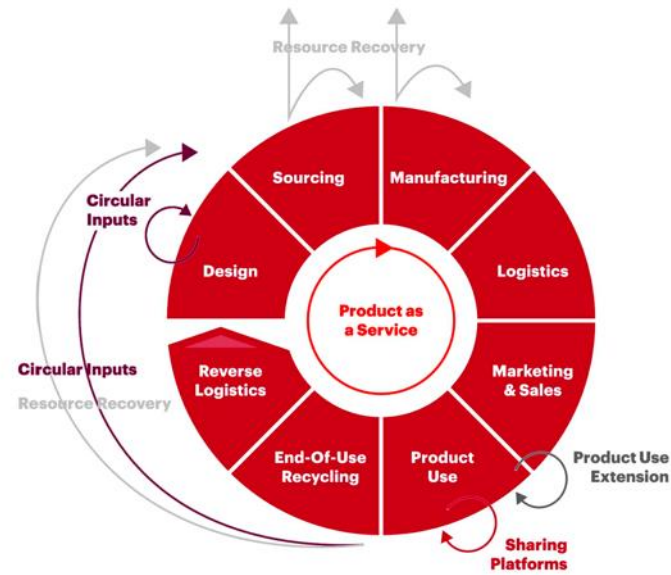 Resource Recovery
Sourcing
Manufacturing
Circular
Inputs
Design
Logistics
Product as
a Service
Circular Inputs
Resource Recovery
Reverse
Logistics
Marketing
& Sales
End-Of-Use
Recycling
Product
Use
Product Use
Extension
Sharing
Platforms